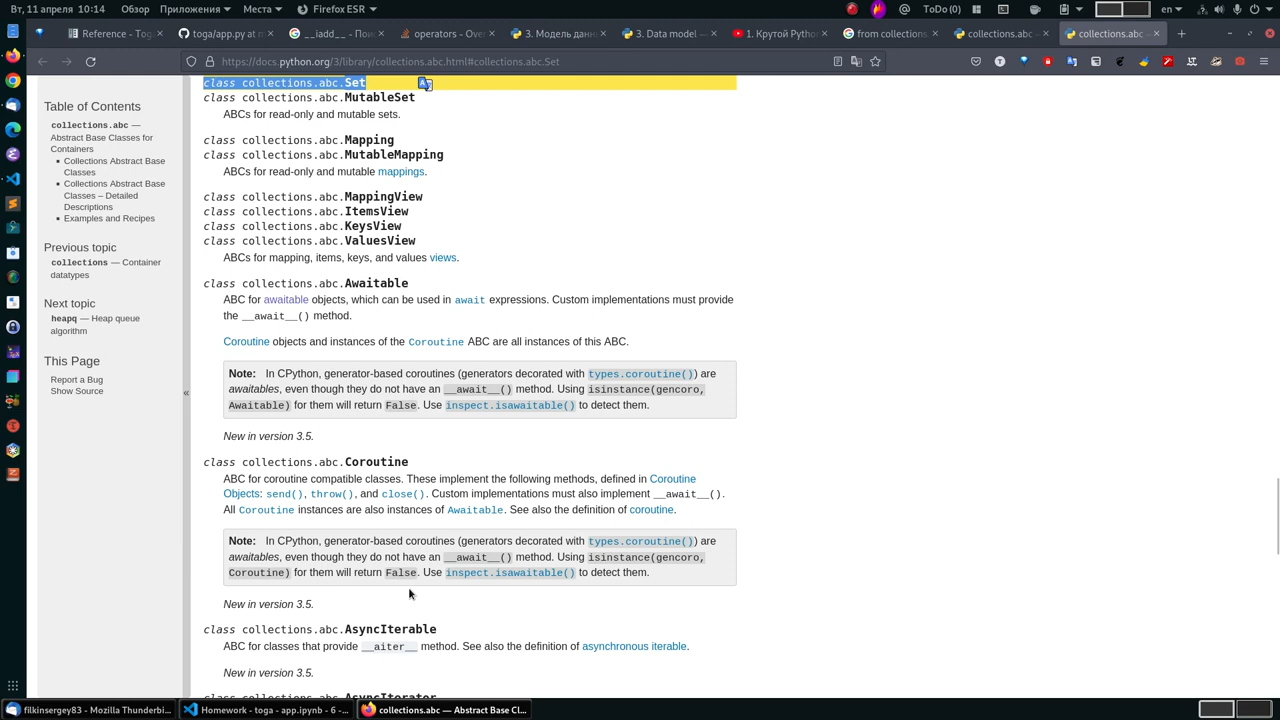 Вт, 11 апреля 10:14 Обзор Приложения Места Firefox ESR ToDo(0) en
Reference - Toga toga/app.py at m __iadd__ - Поис operators - Over 3. Модель данн 3. Data model — 1. Крутой Pytho from collections. collections.abc — collections.abc —
https://docs.python.org/3/library/collections.abc.html#collections.abc.Set
Table of Contents
collections.abc —
Abstract Base Classes for
Containers
Collections Abstract Base
Classes
Collections Abstract Base
Classes – Detailed
Descriptions
Examples and Recipes
Previous topic
collections — Container
datatypes
Next topic
heapq — Heap queue
algorithm
This Page
Report a Bug
Show Source
«
class collections.abc.Set
class collections.abc.MutableSet
ABCs for read-only and mutable sets.
class collections.abc.Mapping
class collections.abc.MutableMapping
ABCs for read-only and mutable mappings.
class collections.abc.MappingView
class collections.abc.ItemsView
class collections.abc.KeysView
class collections.abc.ValuesView
ABCs for mapping, items, keys, and values views.
class collections.abc.Awaitable
ABC for awaitable objects, which can be used in await expressions. Custom implementations must provide
the __await__() method.
Coroutine objects and instances of the Coroutine ABC are all instances of this ABC.
Note: In CPython, generator-based coroutines (generators decorated with types.coroutine()) are
awaitables, even though they do not have an __await__() method. Using isinstance(gencoro,
Awaitable) for them will return False. Use inspect.isawaitable() to detect them.
New in version 3.5.
class collections.abc.Coroutine
ABC for coroutine compatible classes. These implement the following methods, defined in Coroutine
Objects: send(), throw(), and close(). Custom implementations must also implement __await__().
All Coroutine instances are also instances of Awaitable. See also the definition of coroutine.
Note: In CPython, generator-based coroutines (generators decorated with types.coroutine()) are
awaitables, even though they do not have an __await__() method. Using isinstance(gencoro,
Coroutine) for them will return False. Use inspect.isawaitable() to detect them.
New in version 3.5.
class collections.abc.AsyncIterable
ABC for classes that provide __aiter__ method. See also the definition of asynchronous iterable.
New in version 3.5.
class collections.abc.AsyncIterator
filkinsergey83 - Mozilla Thunderbi... Homework - toga - app.ipynb - 6 -... collections.abc — Abstract Base Cl...